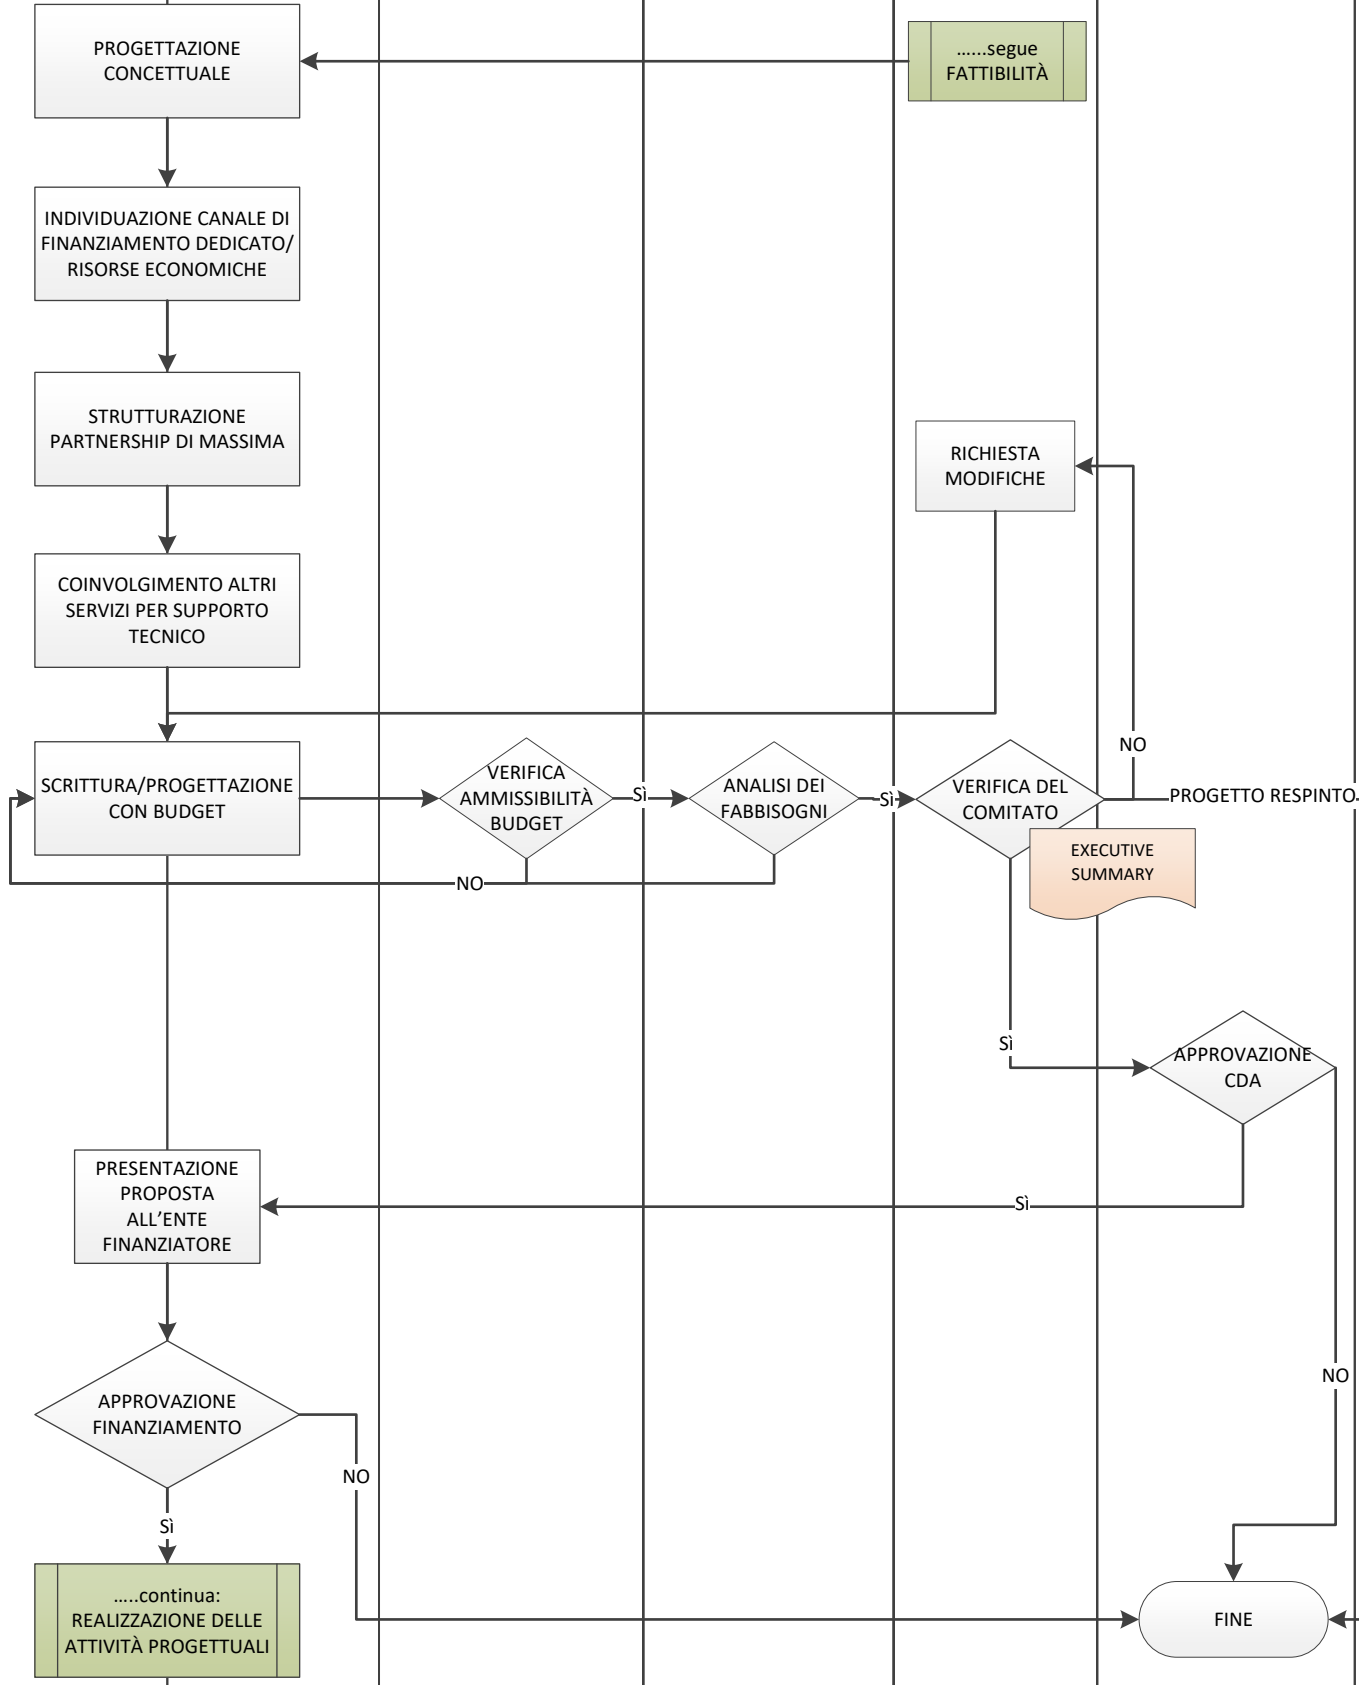 PROGETTAZIONE
CONCETTUALE
…...segue
FATTIBILITÀ
INDIVIDUAZIONE CANALE DI
FINANZIAMENTO DEDICATO/
RISORSE ECONOMICHE
STRUTTURAZIONE
PARTNERSHIP DI MASSIMA
RICHIESTA
MODIFICHE
COINVOLGIMENTO ALTRI
SERVIZI PER SUPPORTO
TECNICO
SCRITTURA/PROGETTAZIONE
CON BUDGET
VERIFICA
AMMISSIBILITÀ
BUDGET
Sì
ANALISI DEI
FABBISOGNI
Sì
VERIFICA DEL
COMITATO
NO
PROGETTO RESPINTO
NO
EXECUTIVE
SUMMARY
Sì
APPROVAZIONE
CDA
PRESENTAZIONE
PROPOSTA
ALL’ENTE
FINANZIATORE
Sì
NO
APPROVAZIONE
FINANZIAMENTO
NO
Sì
…..continua:
REALIZZAZIONE DELLE
ATTIVITÀ PROGETTUALI
FINE